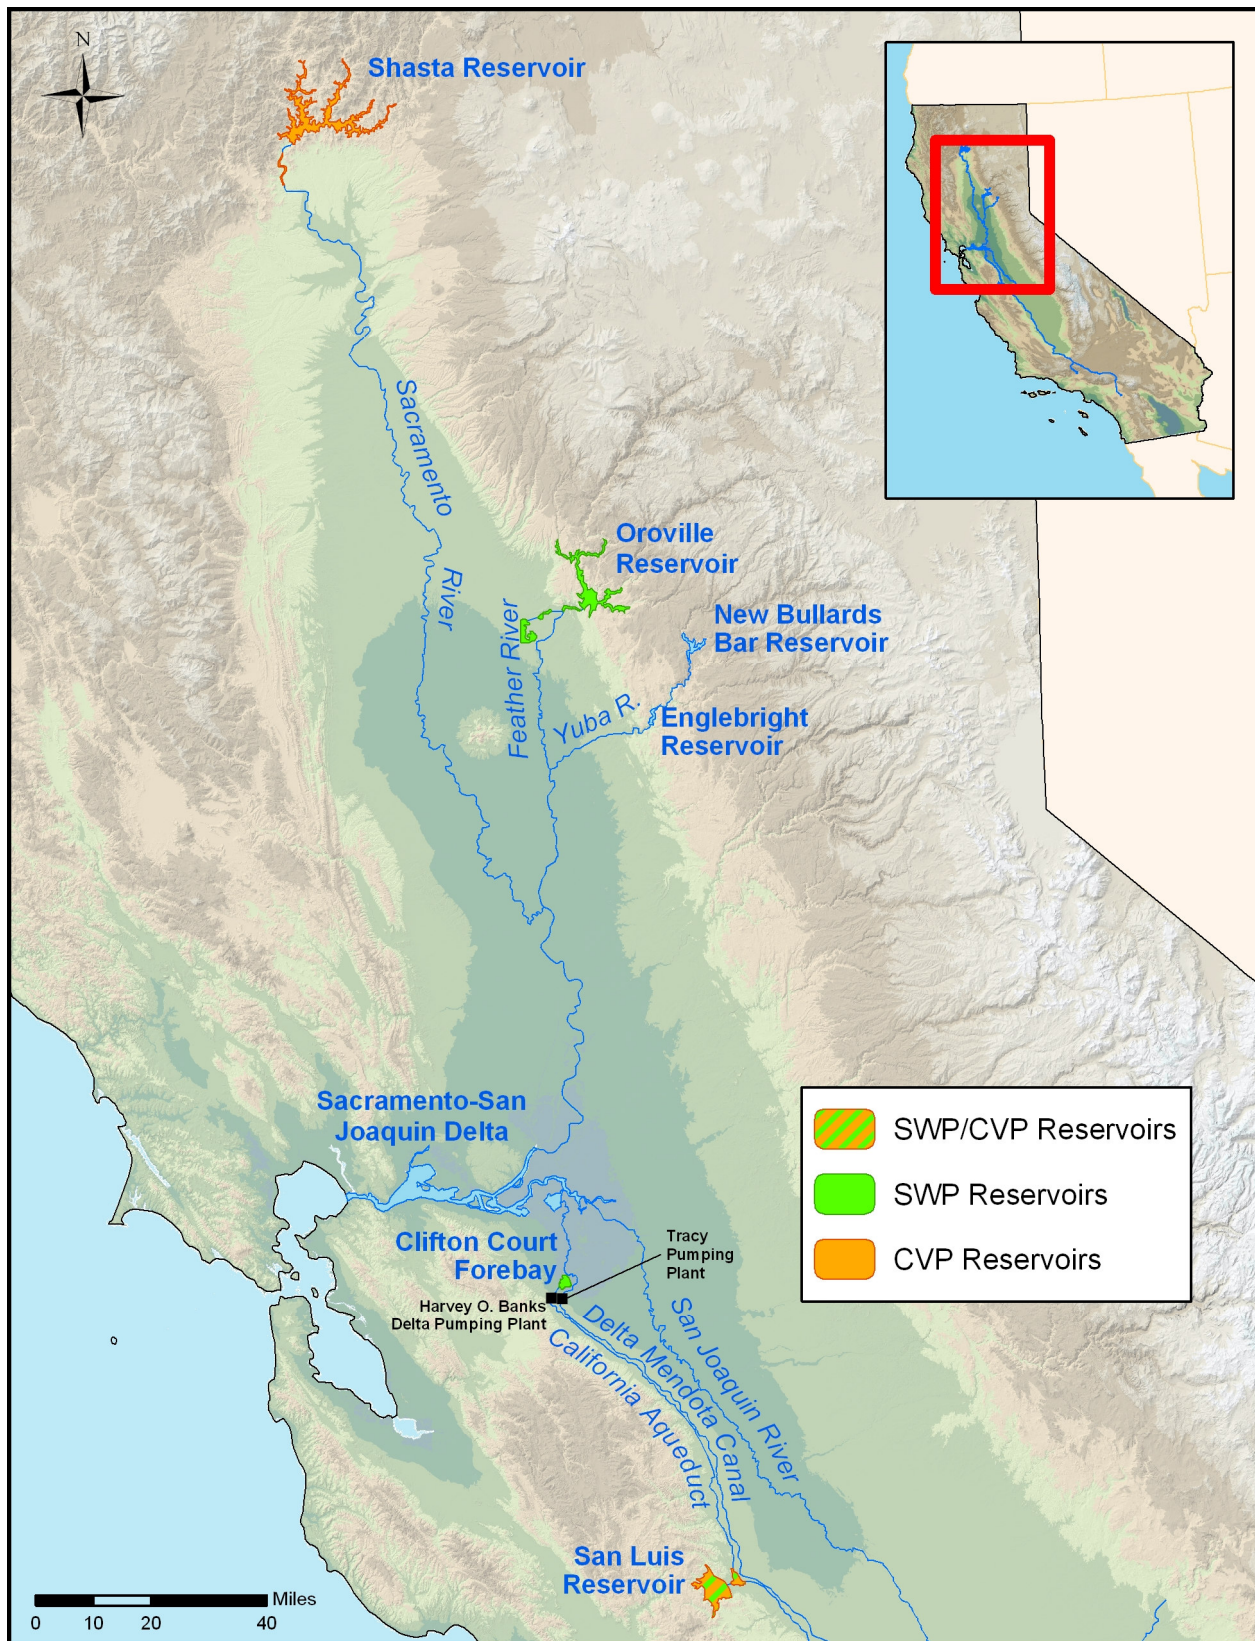 N
Shasta Reservoir
Sacramento
River
Oroville
Reservoir
New Bullards
Bar Reservoir
Feather River
Yuba R.
Englebright
Reservoir
Sacramento-San
Joaquin Delta
SWP/CVP Reservoirs
SWP Reservoirs
CVP Reservoirs
Clifton Court
Forebay
Tracy
Pumping
Plant
Harvey O. Banks
Delta Pumping Plant
San Joaquin River
Delta Mendota Canal
California Aqueduct
San Luis
Reservoir
Miles
0 10 20 40